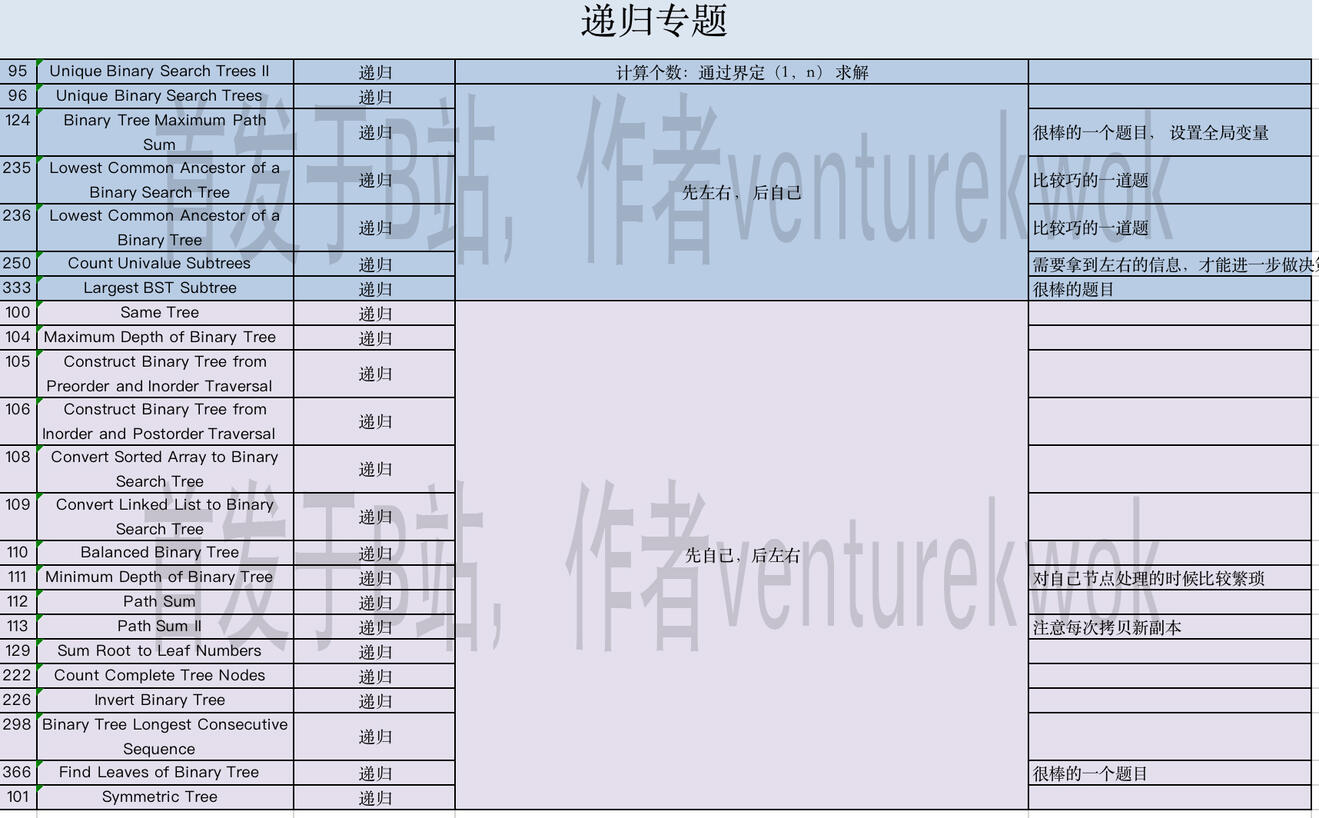 递归专题
95 Unique Binary Search Trees II 递归 计算个数：通过界定（1，n）求解
96 Unique Binary Search Trees 递归
124 Binary Tree Maximum Path
Sum
递归 很棒的一个题目， 设置全局变量
235 Lowest Common Ancestor of a
Binary Search Tree
递归 先左右，后自己 比较巧的一道题
236 Lowest Common Ancestor of a
Binary Tree
递归 比较巧的一道题
250 Count Univalue Subtrees 递归 需要拿到左右的信息，才能进一步做决
333 Largest BST Subtree 递归 很棒的题目
首发于B站，作者venturekwok
100 Same Tree 递归
104 Maximum Depth of Binary Tree 递归
105 Construct Binary Tree from
Preorder and Inorder Traversal
递归
106 Construct Binary Tree from
Inorder and Postorder Traversal
递归
108 Convert Sorted Array to Binary
Search Tree
递归
109 Convert Linked List to Binary
Search Tree
递归
110 Balanced Binary Tree 递归 先自己，后左右
111 Minimum Depth of Binary Tree 递归 对自己节点处理的时候比较繁琐
112 Path Sum 递归
113 Path Sum II 递归 注意每次拷贝新副本
129 Sum Root to Leaf Numbers 递归
222 Count Complete Tree Nodes 递归
226 Invert Binary Tree 递归
298 Binary Tree Longest Consecutive
Sequence
递归
366 Find Leaves of Binary Tree 递归 很棒的一个题目
101 Symmetric Tree 递归
首发于B站，作者venturekwok